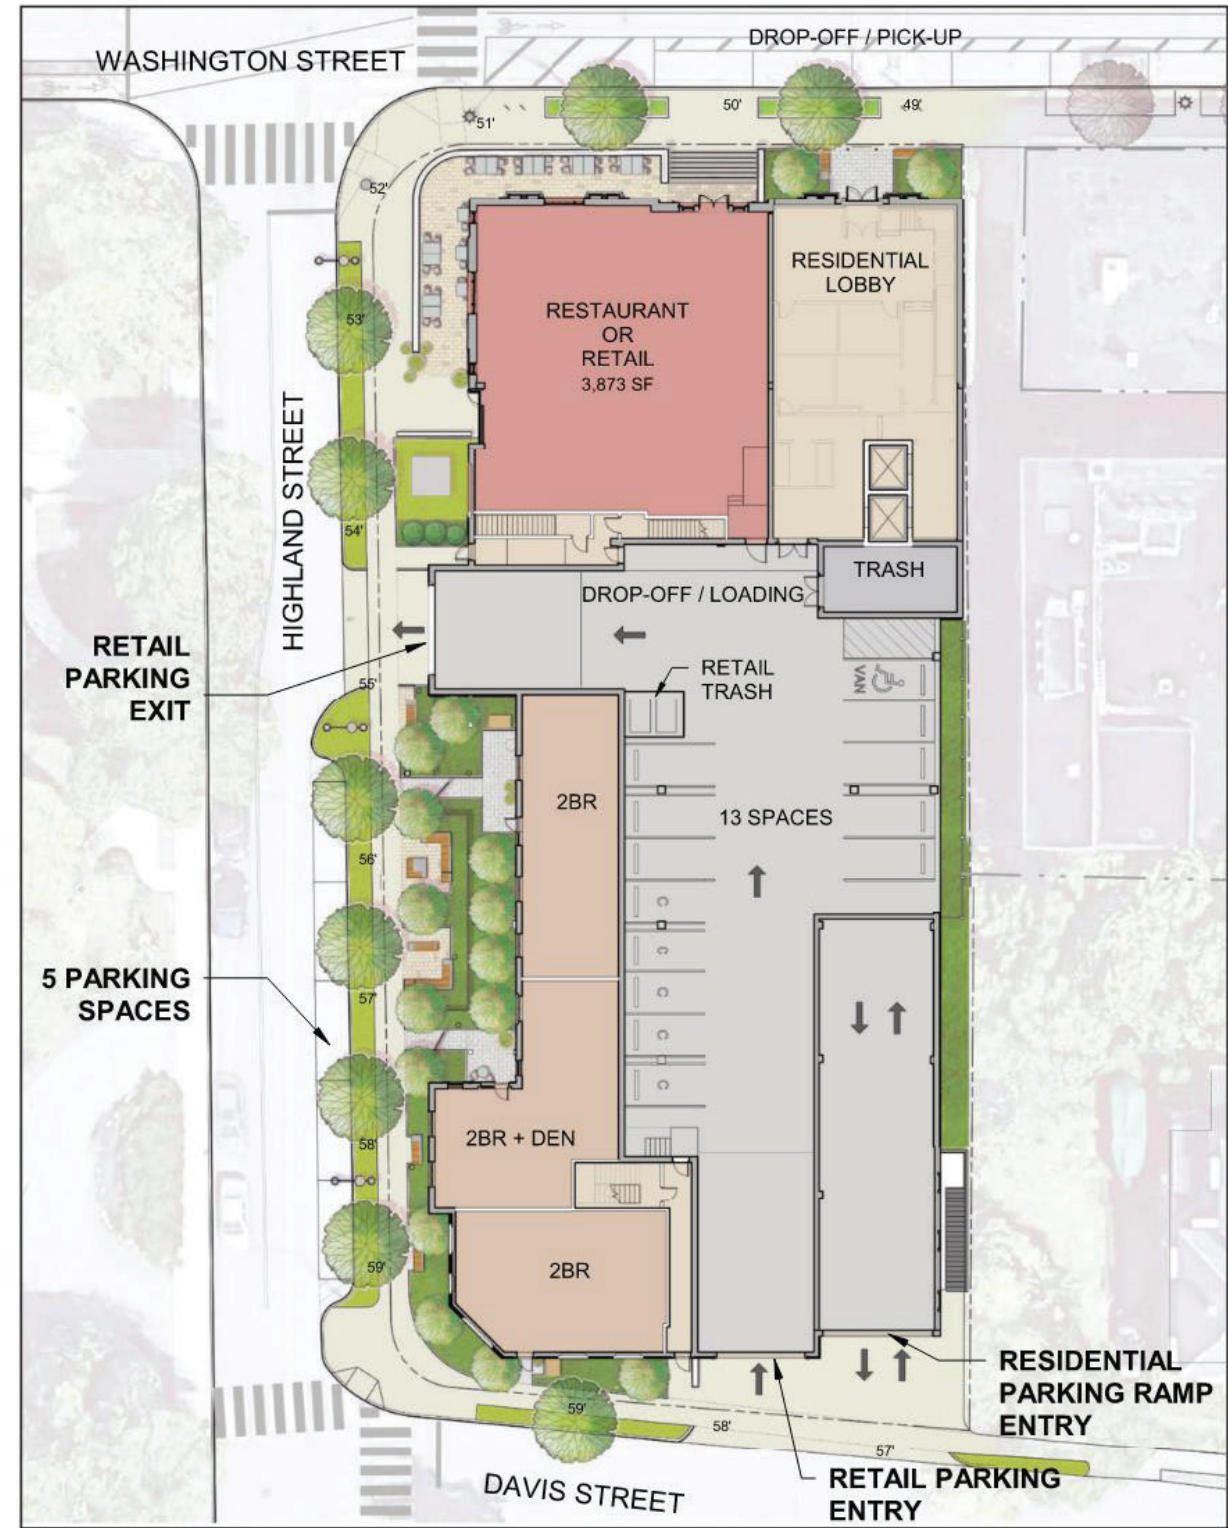 DROP-OFF / PICK-UP
WASHINGTON STREET
50'
49'
51'
52'
RESIDENTIAL
LOBBY
RESTAURANT
OR
RETAIL
3,873 SF
53'
HIGHLAND STREET
54'
TRASH
DROP-OFF / LOADING
RETAIL
PARKING
EXIT
RETAIL
TRASH
VAN
55'
2BR
13 SPACES
56'
C
C
5 PARKING
SPACES
57'
C
C
C
2BR + DEN
58'
59'
2BR
RESIDENTIAL
PARKING RAMP
ENTRY
59'
58'
57'
DAVIS STREET
RETAIL PARKING
ENTRY